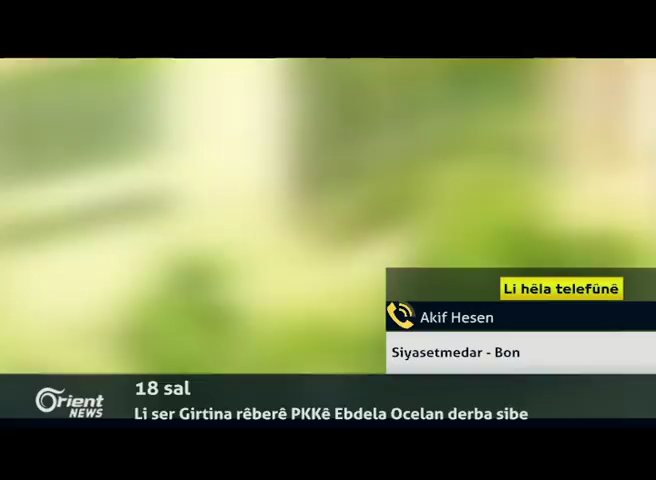 Li hêla telefûnê
Akif Hesen
Siyasetmedar - Bon
Orient
NEWS
18 sal
Li ser Girtina rêberê PKKê Ebdela Ocelan derba sibe